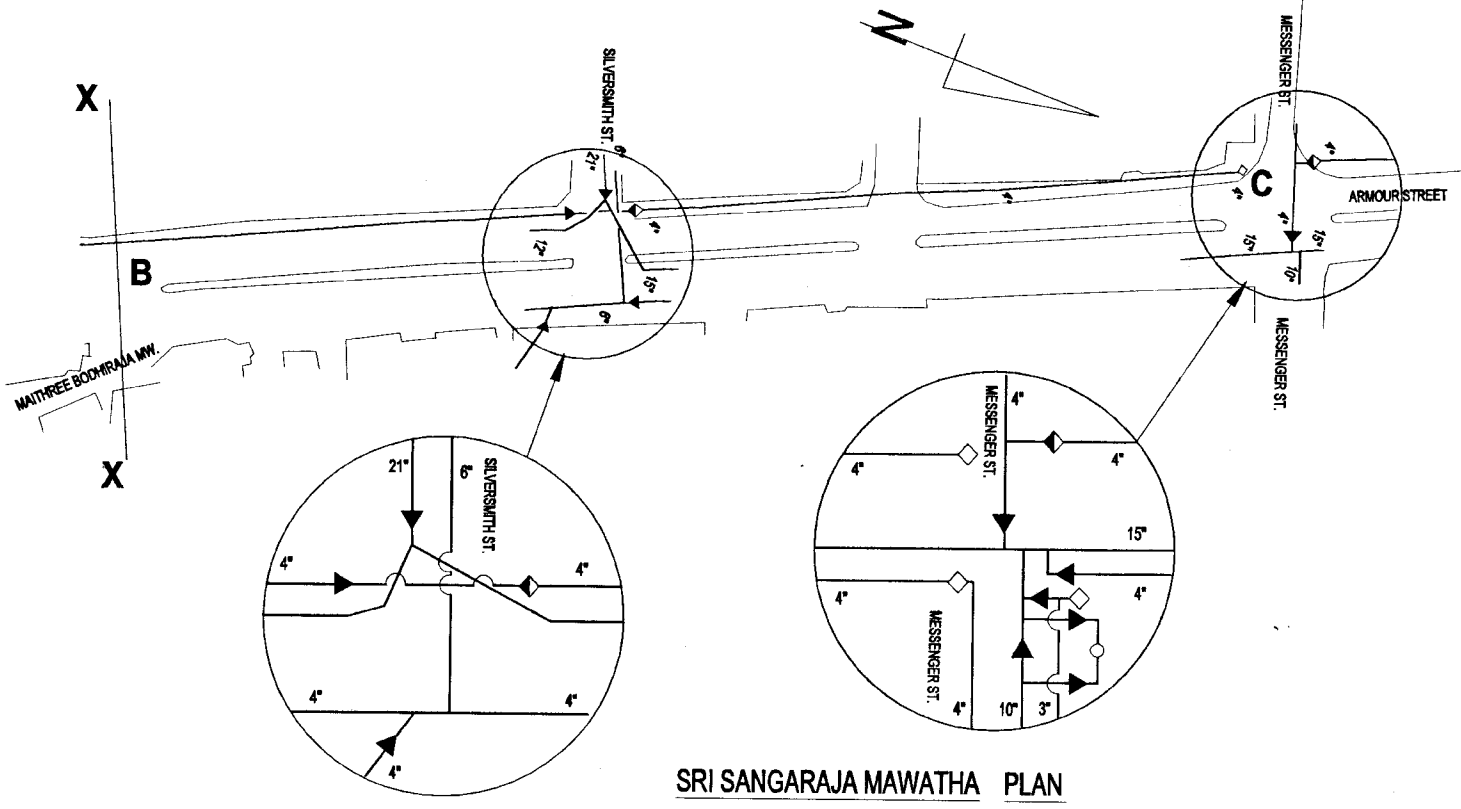 N
X
SILVERSMITH ST.
MESSENGER ST.
6"
21"
4"
4"
C
4"
4"
4"
ARMOUR STREET
B
12"
15"
15"
15"
10"
6"
MAITHREE BODHIRAJA MW.
MESSENGER ST.
X
MESSENGER ST.
4"
21"
6"
SILVERSMITH ST.
4"
4"
15"
4"
4"
4"
4"
MESSENGER ST.
4"
4"
4"
10"
3"
4"
SRI SANGARAJA MAWATHA PLAN